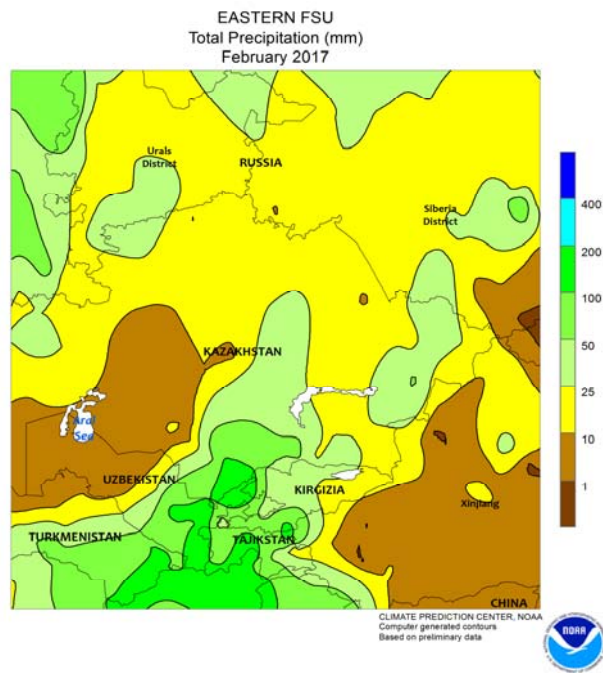 EASTERN FSU
Total Precipitation (mm)
February 2017
Urals
District
RUSSIA
Siberia
District
KAZAKHSTAN
Aral
Sea
UZBEKISTAN
KIRGIZIA
Xinjiang
TURKMENISTAN
TAJIKSTAN
CHINA
400
200
100
50
25
10
1
CLIMATE PREDICTION CENTER, NOAA
Computer generated contours
Based on preliminary data
NOAA